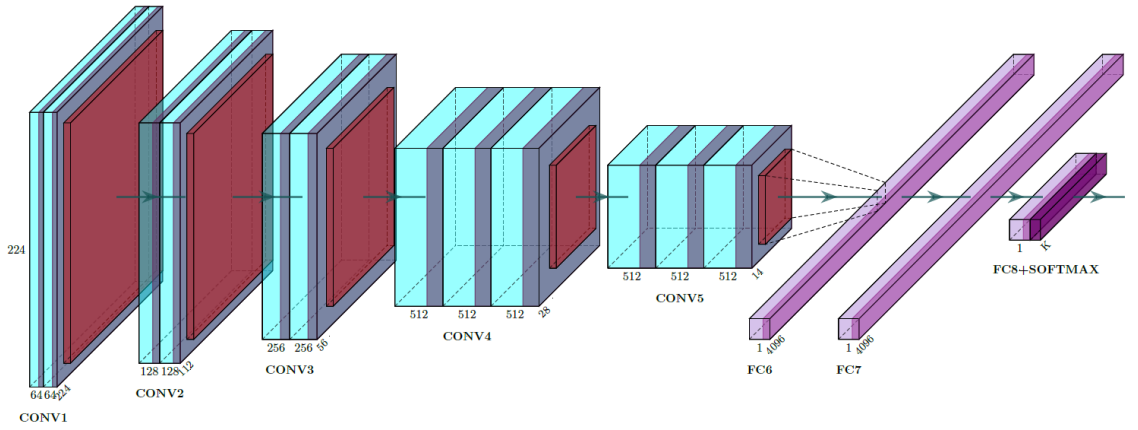 224
64 64 224
CONV1
128 128 112
CONV2
256 256 56
CONV3
512 512 512 28
CONV4
512 512 512 14
CONV5
1 4096
FC6
1 4096
FC7
1 K
FC8+SOFTMAX